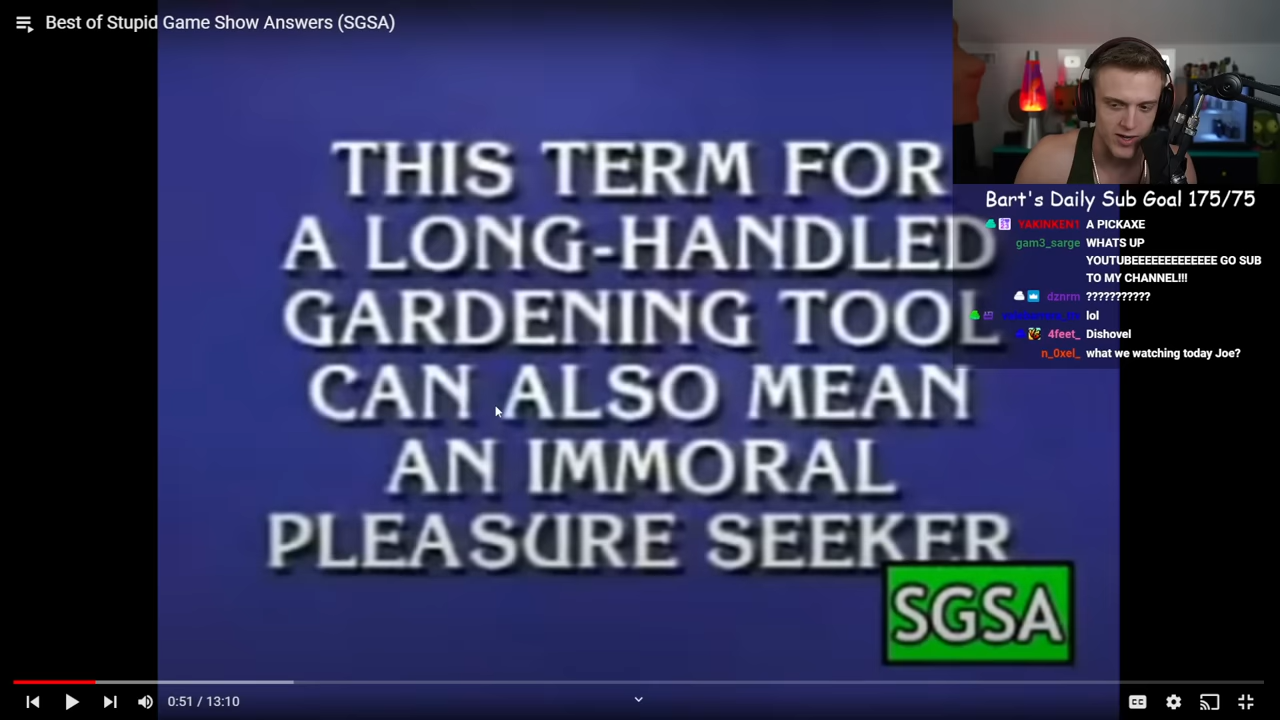 Best of Stupid Game Show Answers (SGSA)
THIS TERM FOR
A LONG-HANDLED
GARDENING TOOL
CAN ALSO MEAN
AN IMMORAL
PLEASURE SEEKER
SGSA
Bart's Daily Sub Goal 175/75
YAKINKEN1 A PICKAXE
gam3_sarge WHATS UP
YOUTUBEEEEEEEEEEEEE GO SUB
TO MY CHANNEL!!!
dznrm ???????????
lol
4feet_ Dishovel
n_0xel_ what we watching today Joe?
0:51 / 13:10
CC